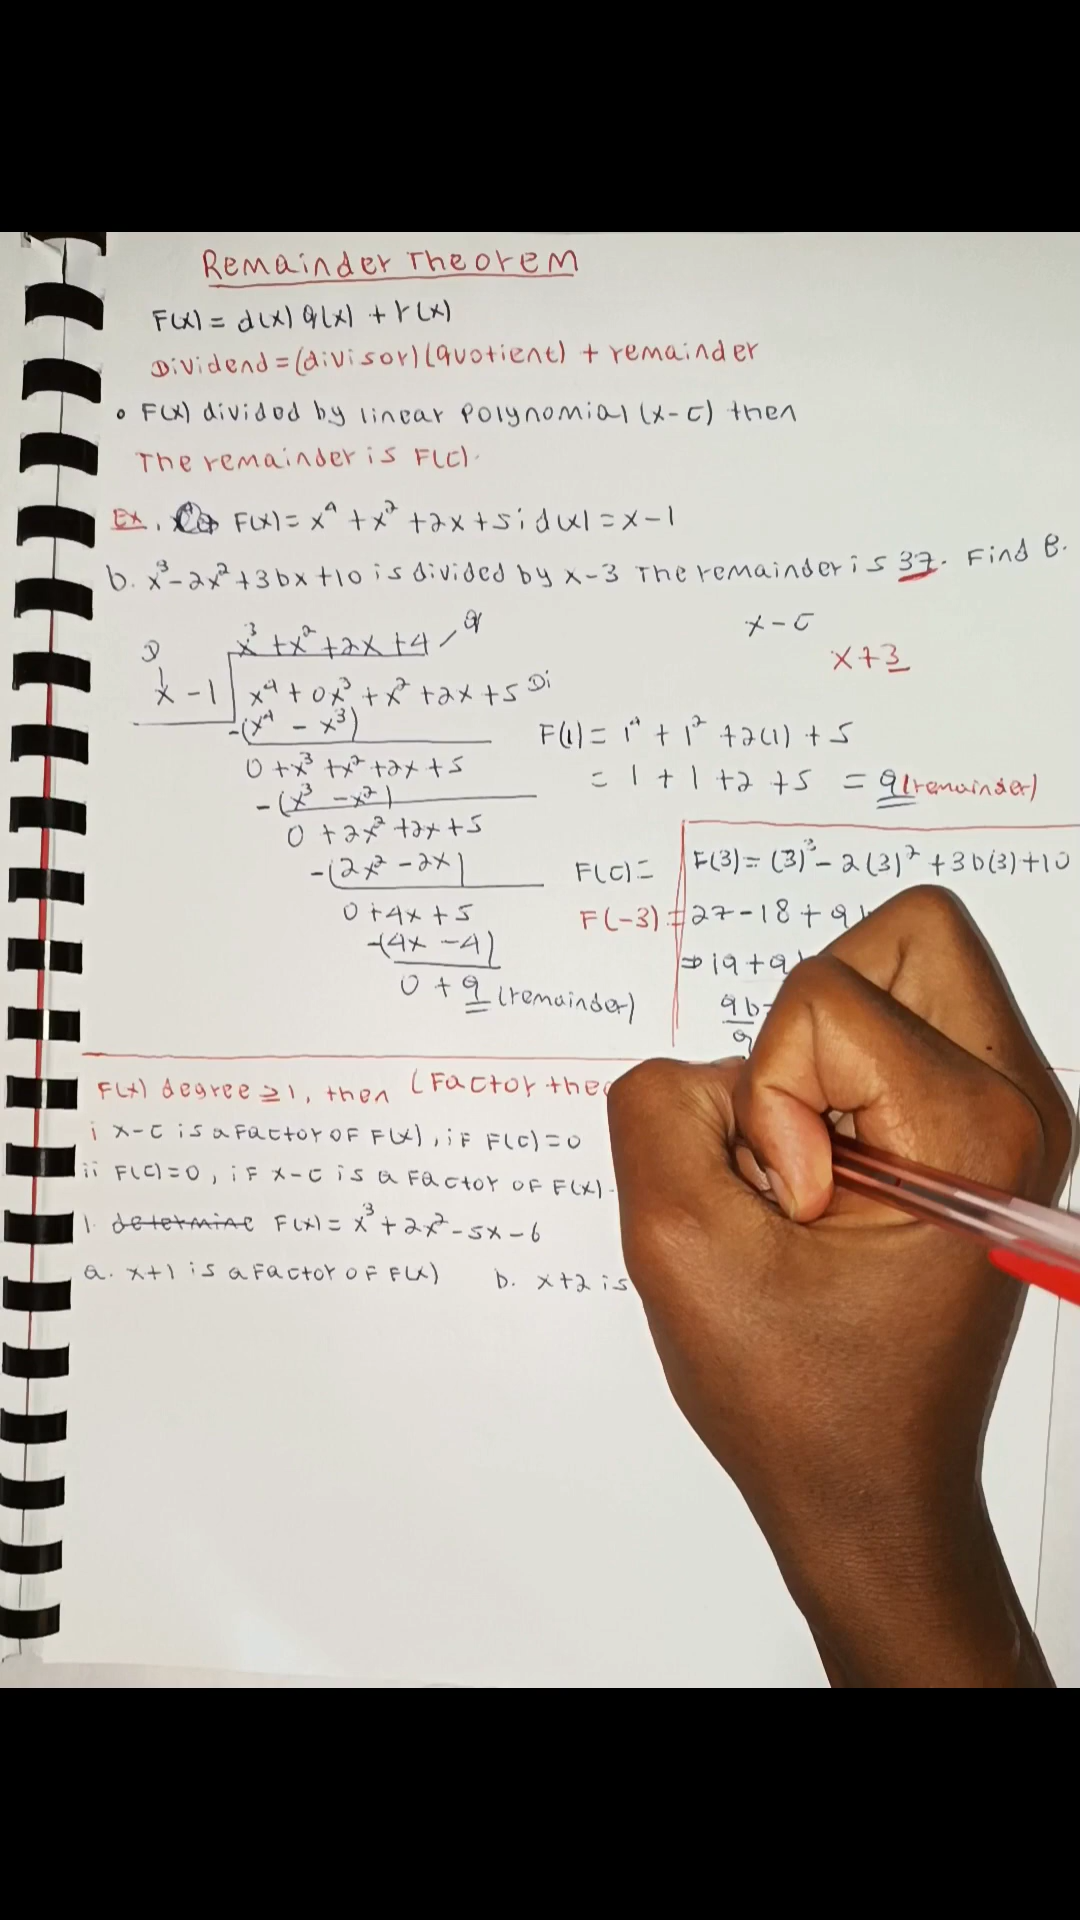 Remainder Theorem
F(x) = d(x) q(x) + r(x)
Dividend = (divisor) (quotient) + remainder
• F(x) divided by linear polynomial (x-c) then
The remainder is F(c).
Ex. F(x) = x⁴ + x² + 2x + 5 ; d(x) = x - 1
b. x³ - 2x² + 3bx + 10 is divided by x - 3 The remainder is 37. Find B.
x - c
x + 3
x³ + x² + 2x + 4 q
D
x - 1 x⁴ + 0x³ + x² + 2x + 5 Di
-(x⁴ - x³)
0 + x³ + x² + 2x + 5
-(x³ - x²)
0 + 2x² + 2x + 5
-(2x² - 2x)
0 + 4x + 5
-(4x - 4)
0 + 9 (remainder)
F(1) = 1⁴ + 1² + 2(1) + 5
= 1 + 1 + 2 + 5 = 9 (remainder)
F(c) =
F(-3) =
F(3) = (3)³ - 2(3)² + 3b(3) + 10
27 - 18 + 9
⇒ 19 + 9
9b
9
F(x) degree ≥ 1, then (Factor
i x - c is a factor of F(x), if F(c) = 0
ii F(c) = 0, if x - c is a factor of F(x).
1. determine F(x) = x³ + 2x² - 5x - 6
a. x + 1 is a factor of F(x) b. x + 2 is